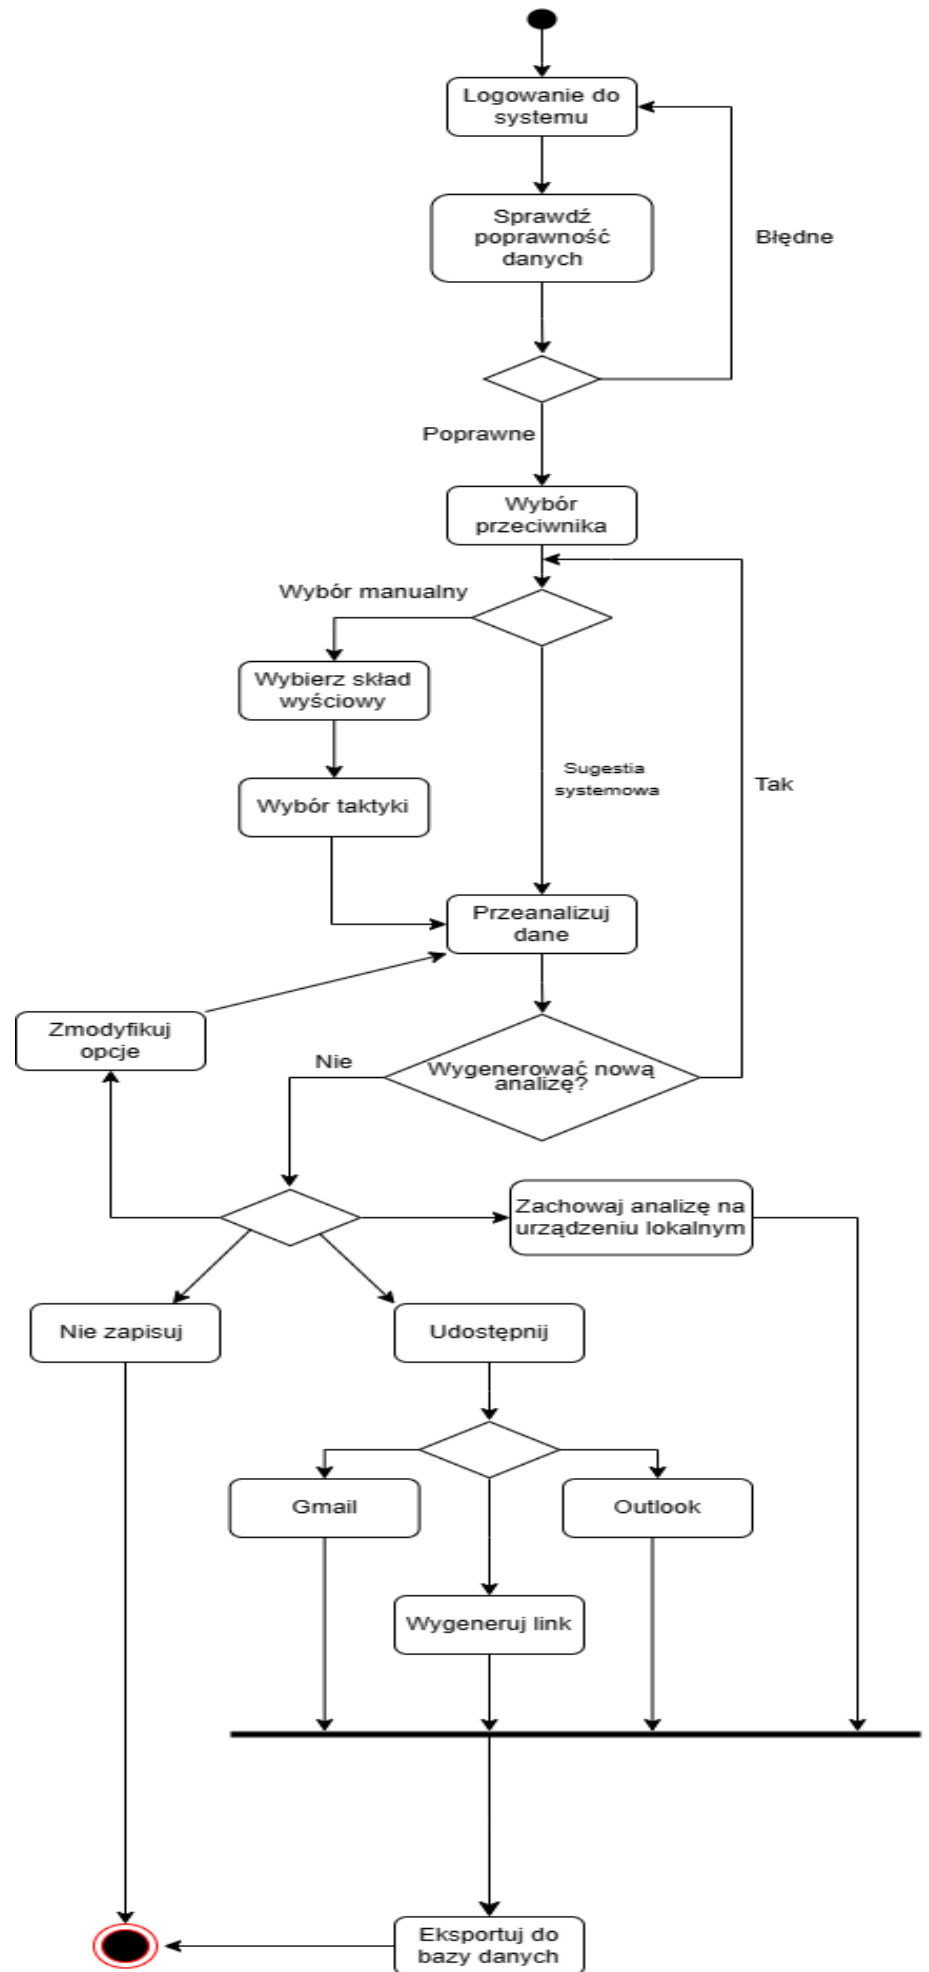 Logowanie do
systemu
Sprawdź
poprawność
danych
Błędne
Poprawne
Wybór
przeciwnika
Wybór manualny
Wybierz skład
wyściowy
Sugestia
systemowa
Tak
Wybór taktyki
Przeanalizuj
dane
Zmodyfikuj
opcje
Nie
Wygenerować nową
analizę?
Zachowaj analizę na
urządzeniu lokalnym
Nie zapisuj
Udostępnij
Gmail
Outlook
Wygeneruj link
Eksportuj do
bazy danych